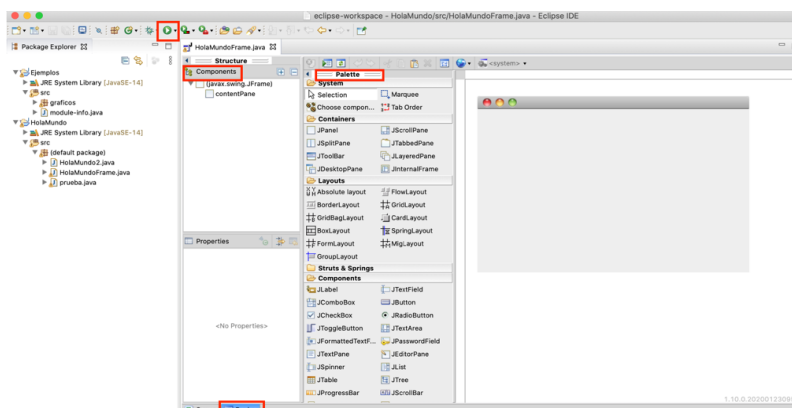 eclipse-workspace - HolaMundo/src/HolaMundoFrame.java - Eclipse IDE
Package Explorer
HolaMundoFrame.java
Ejemplos
JRE System Library [JavaSE-14]
src
graficos
module-info.java
HolaMundo
JRE System Library [JavaSE-14]
src
(default package)
HolaMundo2.java
HolaMundoFrame.java
prueba.java
Structure
Components
(javax.swing.JFrame)
contentPane
Properties
<No Properties>
<system>
Palette
System
Selection Marquee
Choose compon... Tab Order
Containers
JPanel JScrollPane
JSplitPane JTabbedPane
JToolBar JLayeredPane
JDesktopPane JInternalFrame
Layouts
Absolute layout FlowLayout
BorderLayout GridLayout
GridBagLayout CardLayout
BoxLayout SpringLayout
FormLayout MigLayout
GroupLayout
Struts & Springs
Components
JLabel JTextField
JComboBox JButton
JCheckBox JRadioButton
JToggleButton JTextArea
JFormattedTextF... JPasswordField
JTextPane JEditorPane
JSpinner JList
JTable JTree
JProgressBar JScrollBar